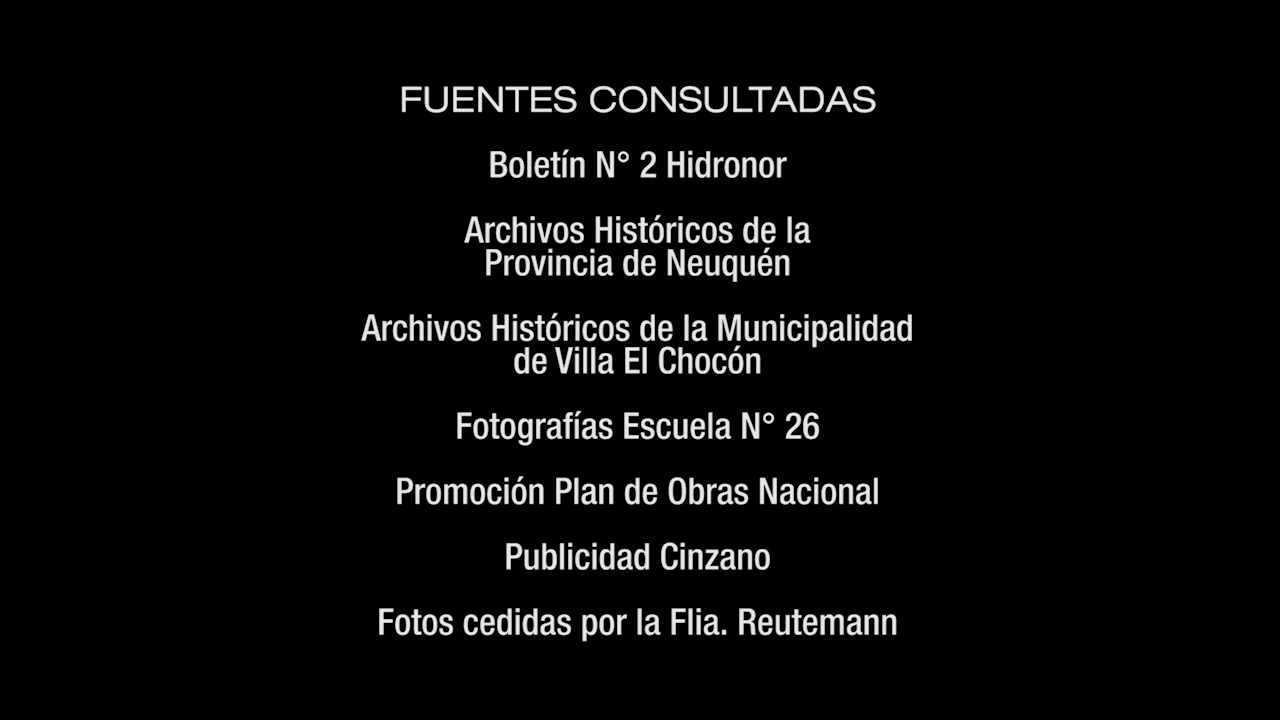 FUENTES CONSULTADAS
Boletín N° 2 Hidronor
Archivos Históricos de la
Provincia de Neuquén
Archivos Históricos de la Municipalidad
de Villa El Chocón
Fotografías Escuela N° 26
Promoción Plan de Obras Nacional
Publicidad Cinzano
Fotos cedidas por la Flia. Reutemann